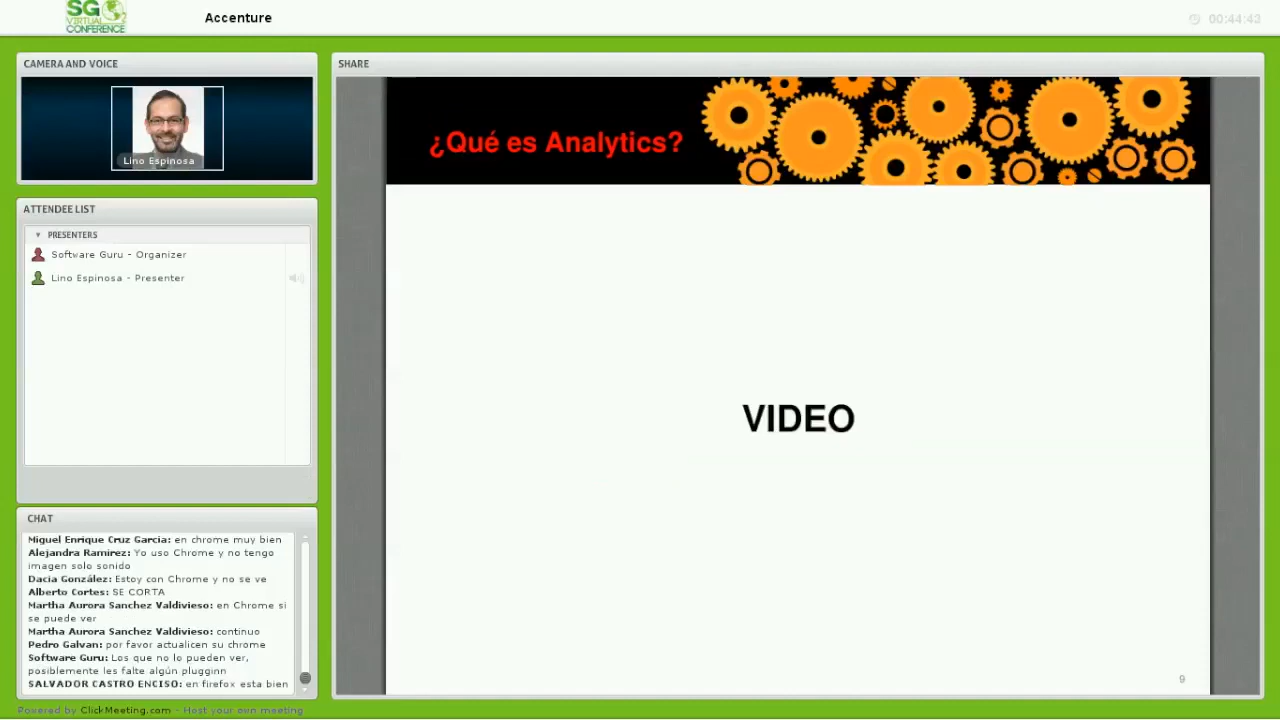 SG
VIRTUAL
CONFERENCE
Accenture
00:44:43
CAMERA AND VOICE
Lino Espinosa
ATTENDEE LIST
PRESENTERS
Software Guru - Organizer
Lino Espinosa - Presenter
CHAT
Miguel Enrique Cruz Garcia: en chrome muy bien
Alejandra Ramirez: Yo uso Chrome y no tengo
imagen solo sonido
Dacia González: Estoy con Chrome y no se ve
Alberto Cortes: SE CORTA
Martha Aurora Sanchez Valdivieso: en Chrome si
se puede ver
Martha Aurora Sanchez Valdivieso: continuo
Pedro Galvan: por favor actualicen su chrome
Software Guru: Los que no lo pueden ver,
posiblemente les falte algún plugginn
SALVADOR CASTRO ENCISO: en firefox esta bien
Powered by ClickMeeting.com - Host your own meeting
SHARE
¿Qué es Analytics?
VIDEO
9